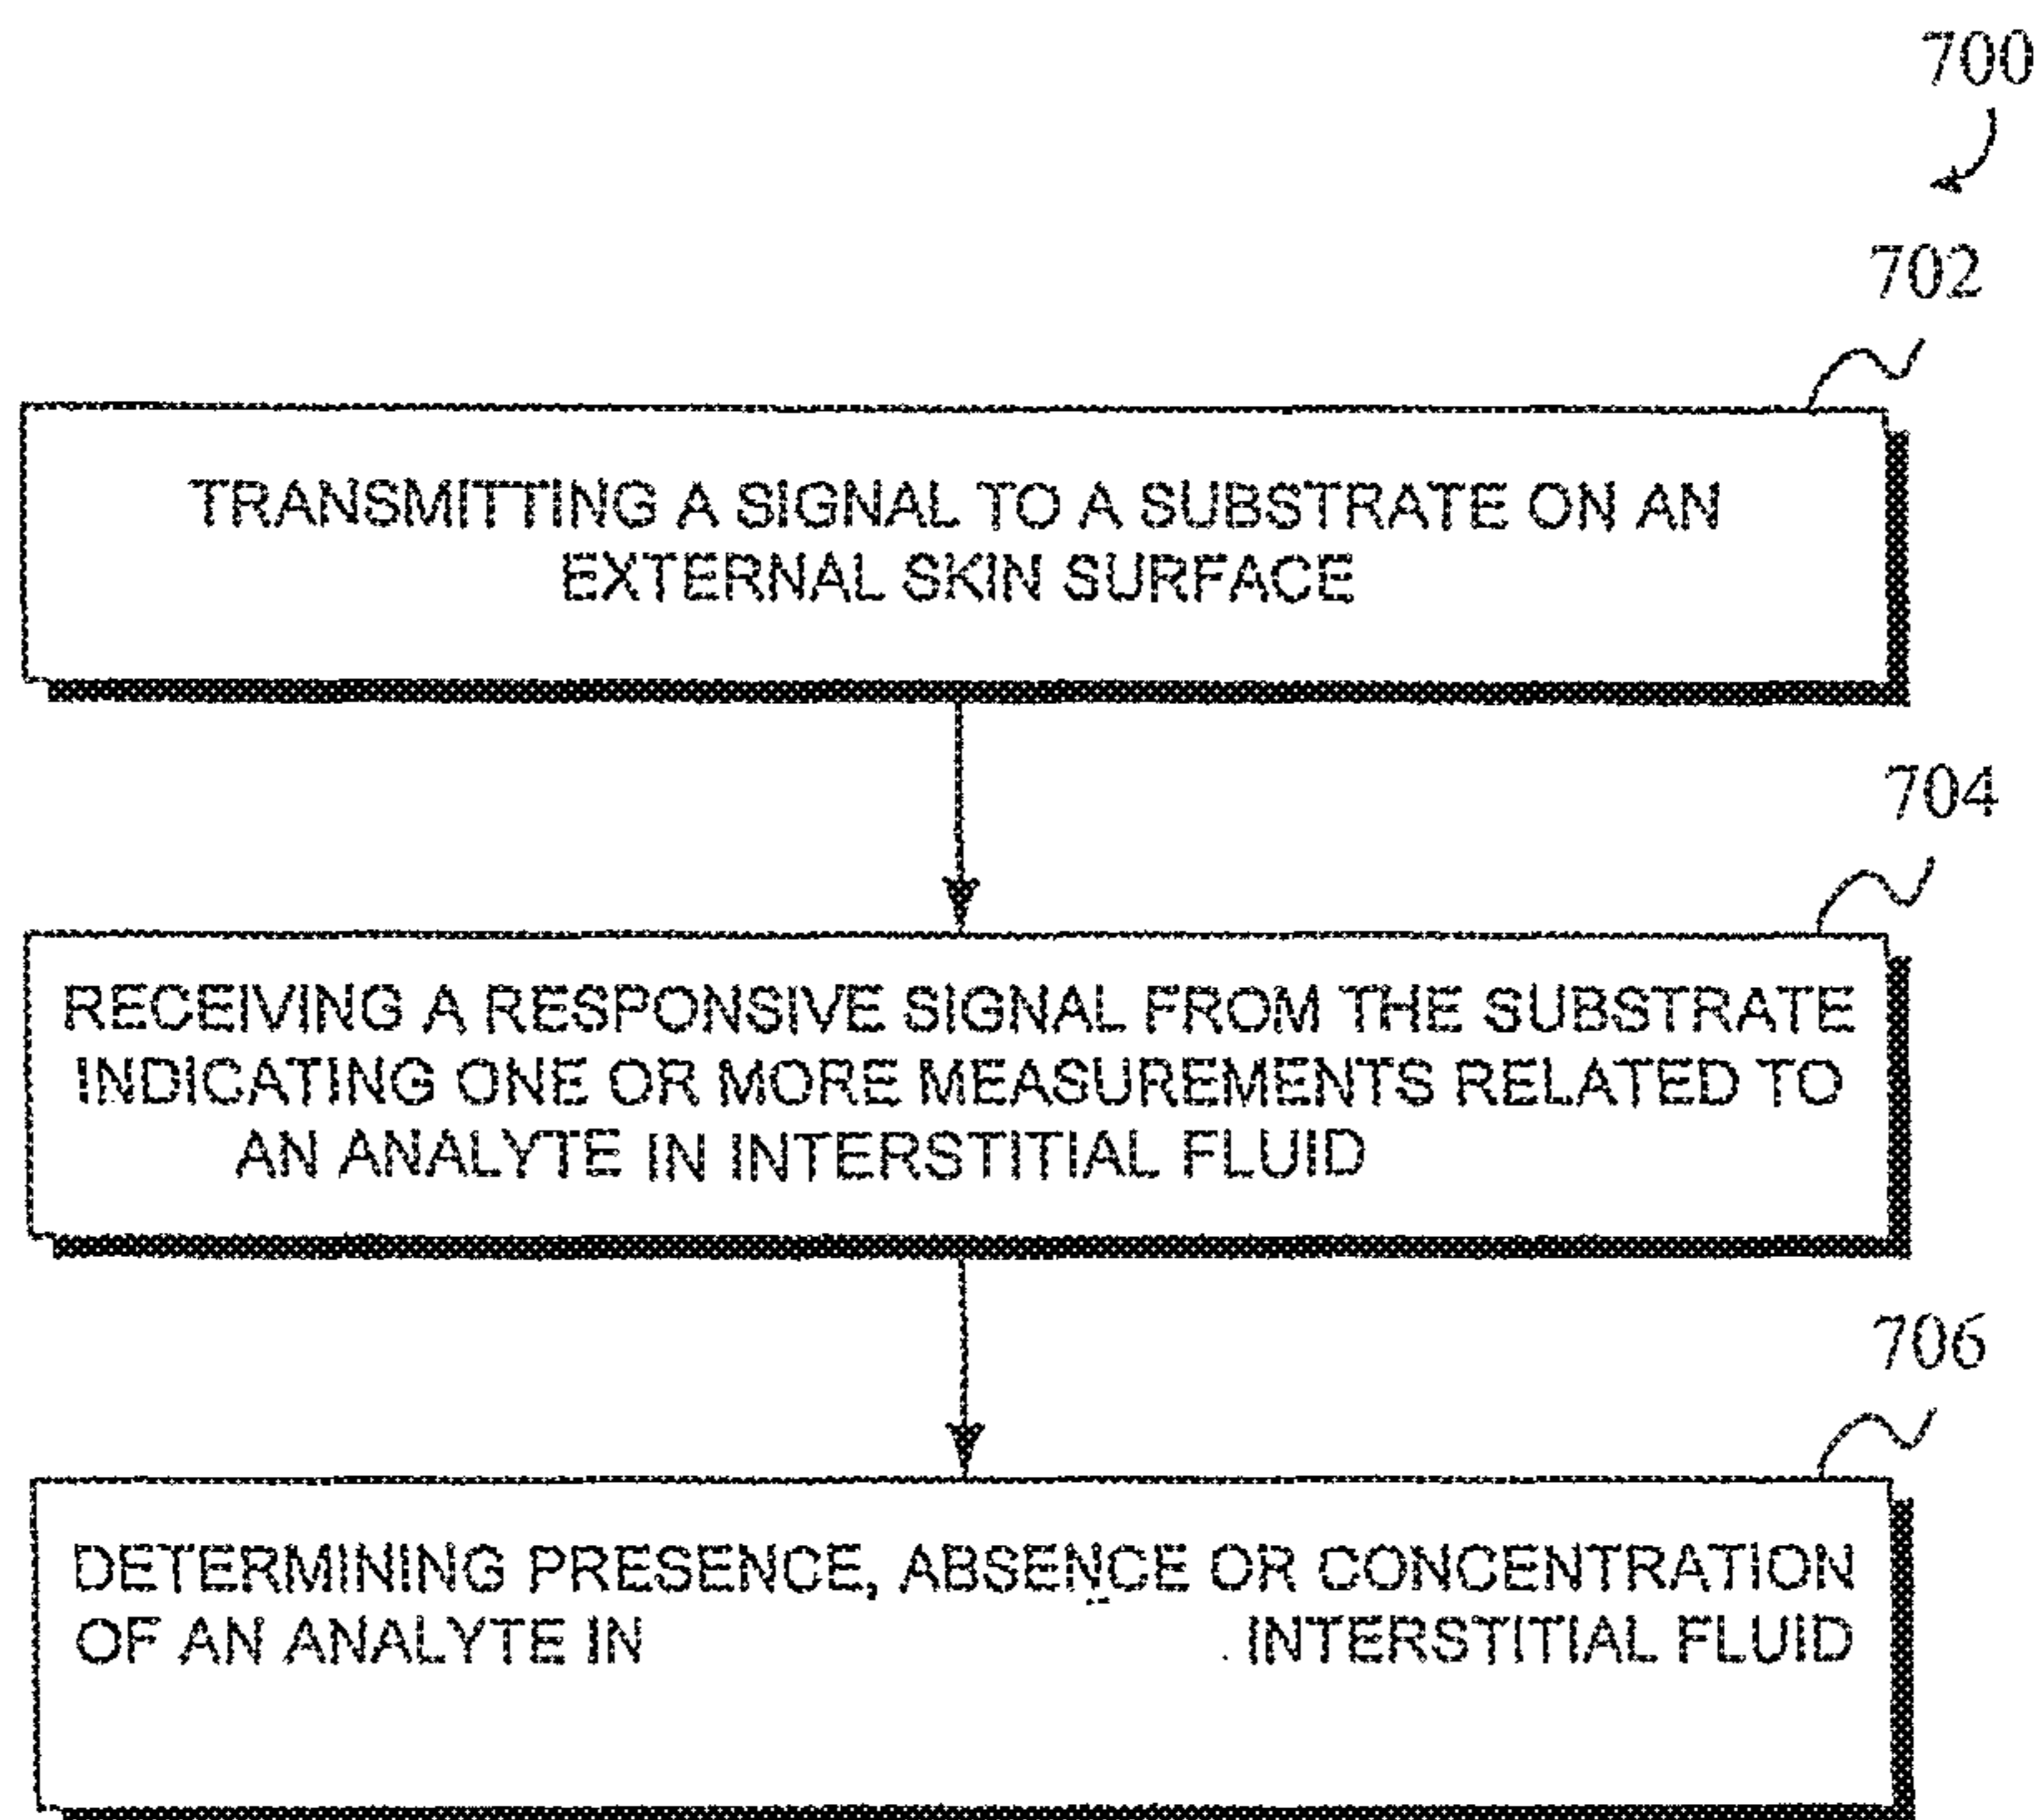 700
702
TRANSMITTING A SIGNAL TO A SUBSTRATE ON AN
EXTERNAL SKIN SURFACE
704
RECEIVING A RESPONSIVE SIGNAL FROM THE SUBSTRATE
INDICATING ONE OR MORE MEASUREMENTS RELATED TO
AN ANALYTE IN INTERSTITIAL FLUID
706
DETERMINING PRESENCE, ABSENCE OR CONCENTRATION
OF AN ANALYTE IN INTERSTITIAL FLUID